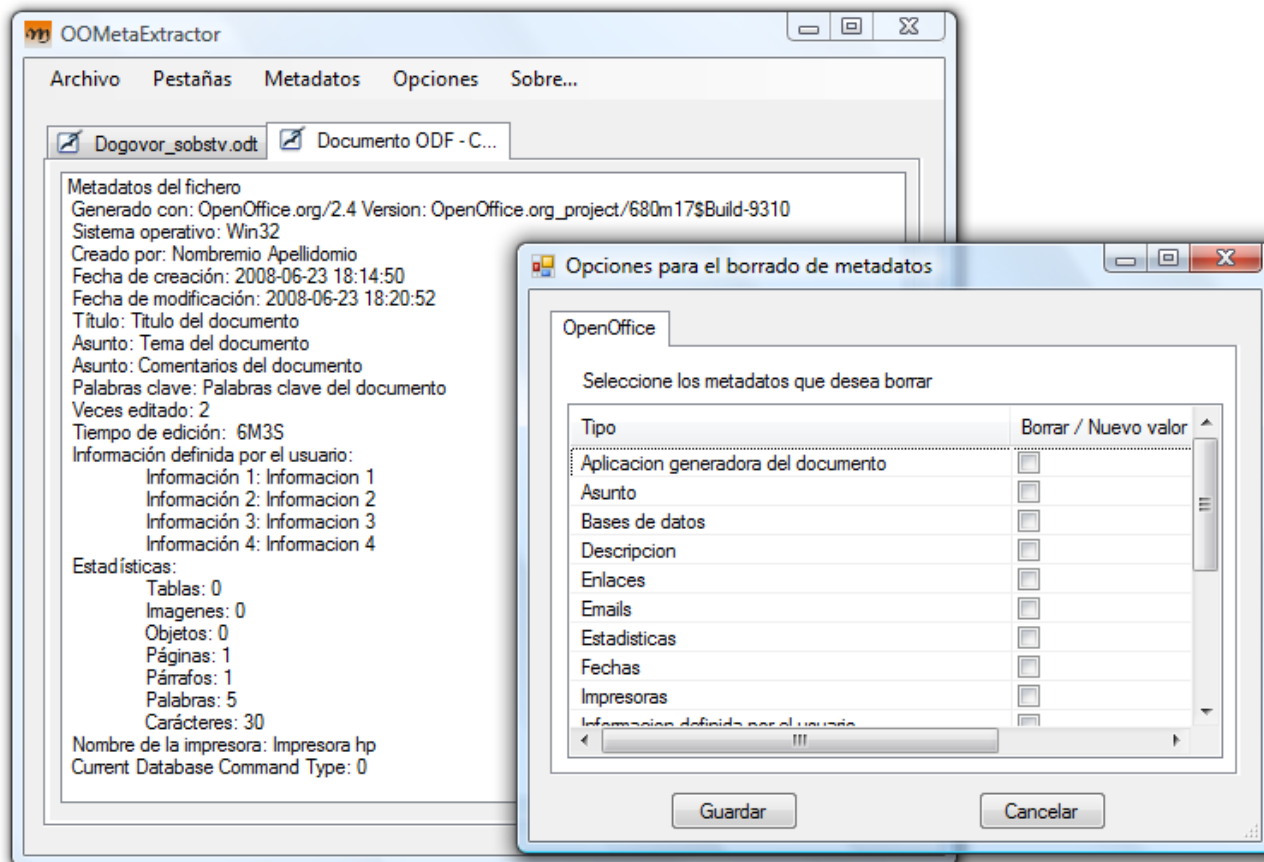 OOMetaExtractor
Archivo Pestañas Metadatos Opciones Sobre...
Dogovor_sobstv.odt Documento ODF - C...
Metadatos del fichero
Generado con: OpenOffice.org/2.4 Version: OpenOffice.org_project/680m17$Build-9310
Sistema operativo: Win32
Creado por: Nombremio Apellidomio
Fecha de creación: 2008-06-23 18:14:50
Fecha de modificación: 2008-06-23 18:20:52
Título: Titulo del documento
Asunto: Tema del documento
Asunto: Comentarios del documento
Palabras clave: Palabras clave del documento
Veces editado: 2
Tiempo de edición: 6M3S
Información definida por el usuario:
Información 1: Informacion 1
Información 2: Informacion 2
Información 3: Informacion 3
Información 4: Informacion 4
Estadísticas:
Tablas: 0
Imagenes: 0
Objetos: 0
Páginas: 1
Párrafos: 1
Palabras: 5
Carácteres: 30
Nombre de la impresora: Impresora hp
Current Database Command Type: 0
Opciones para el borrado de metadatos
OpenOffice
Seleccione los metadatos que desea borrar
Tipo Borrar / Nuevo valor
Aplicacion generadora del documento
Asunto
Bases de datos
Descripcion
Enlaces
Emails
Estadisticas
Fechas
Impresoras
Informacion definida por el usuario
Guardar Cancelar